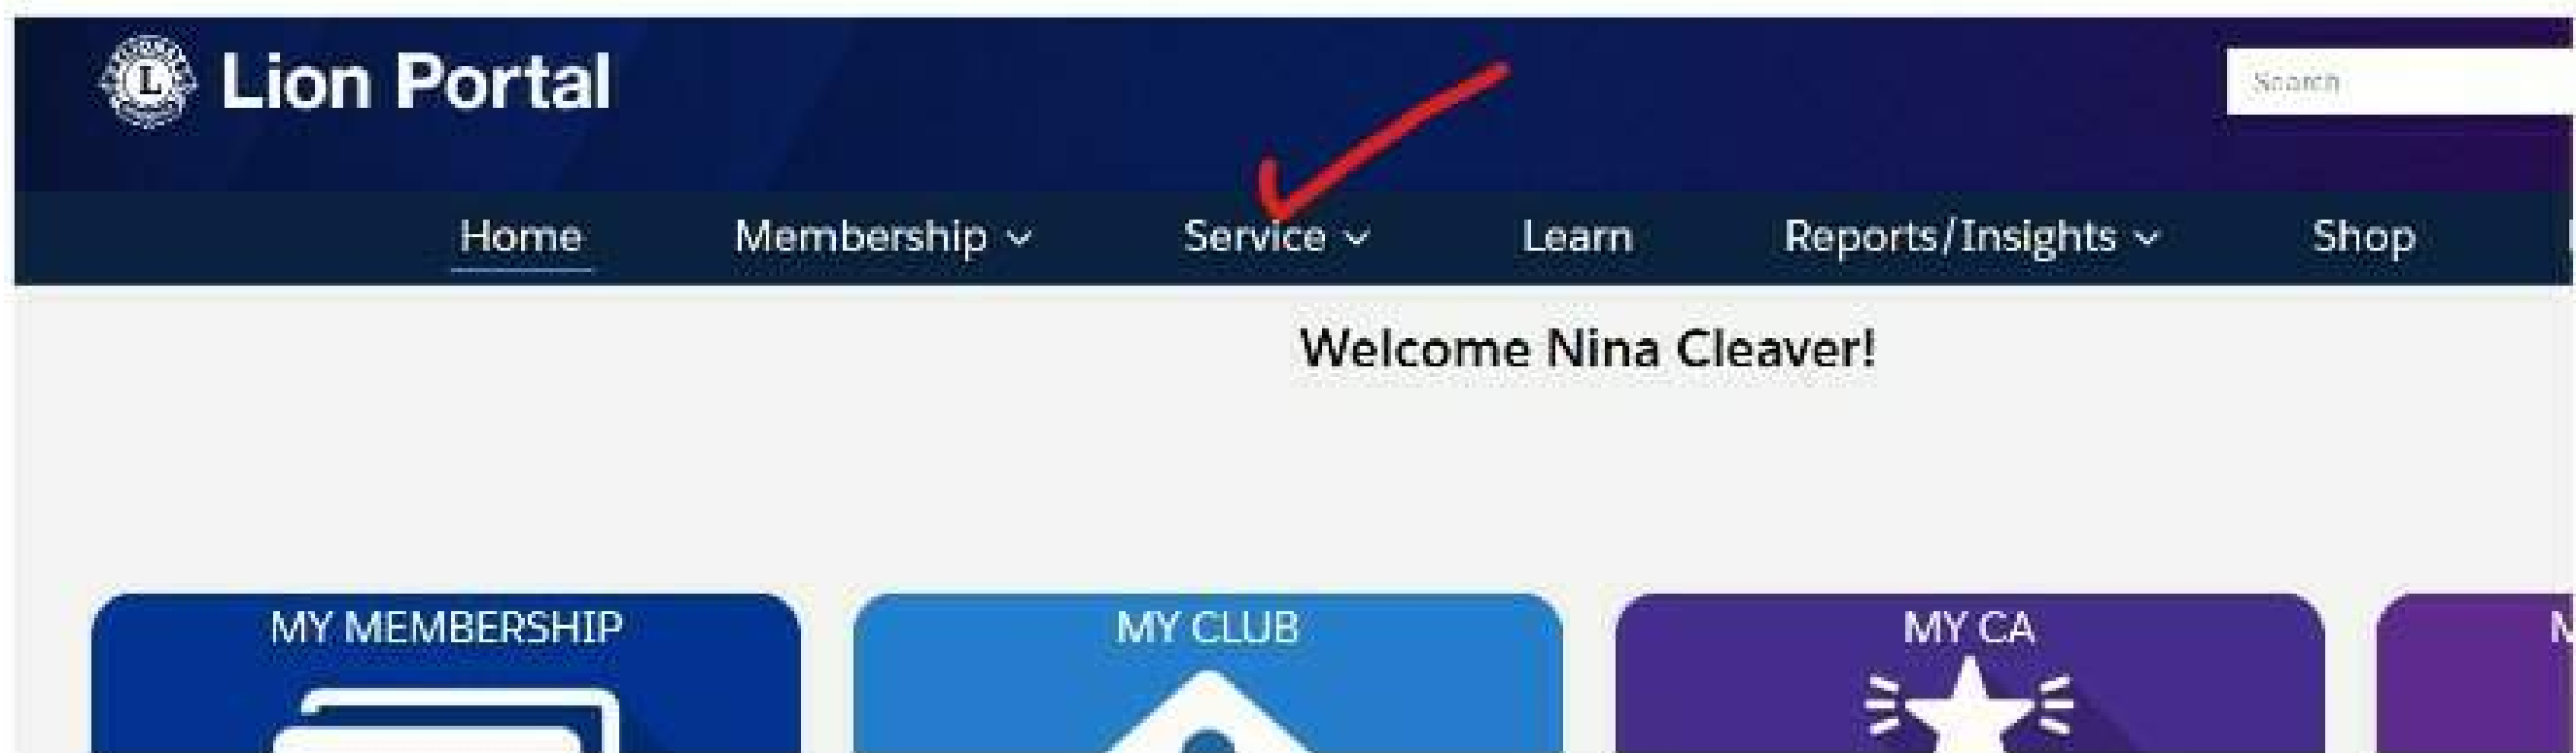 L
Lion Portal
Search
Home Membership Service Learn Reports/Insights Shop
Welcome Nina Cleaver!
MY MEMBERSHIP MY CLUB MY CA